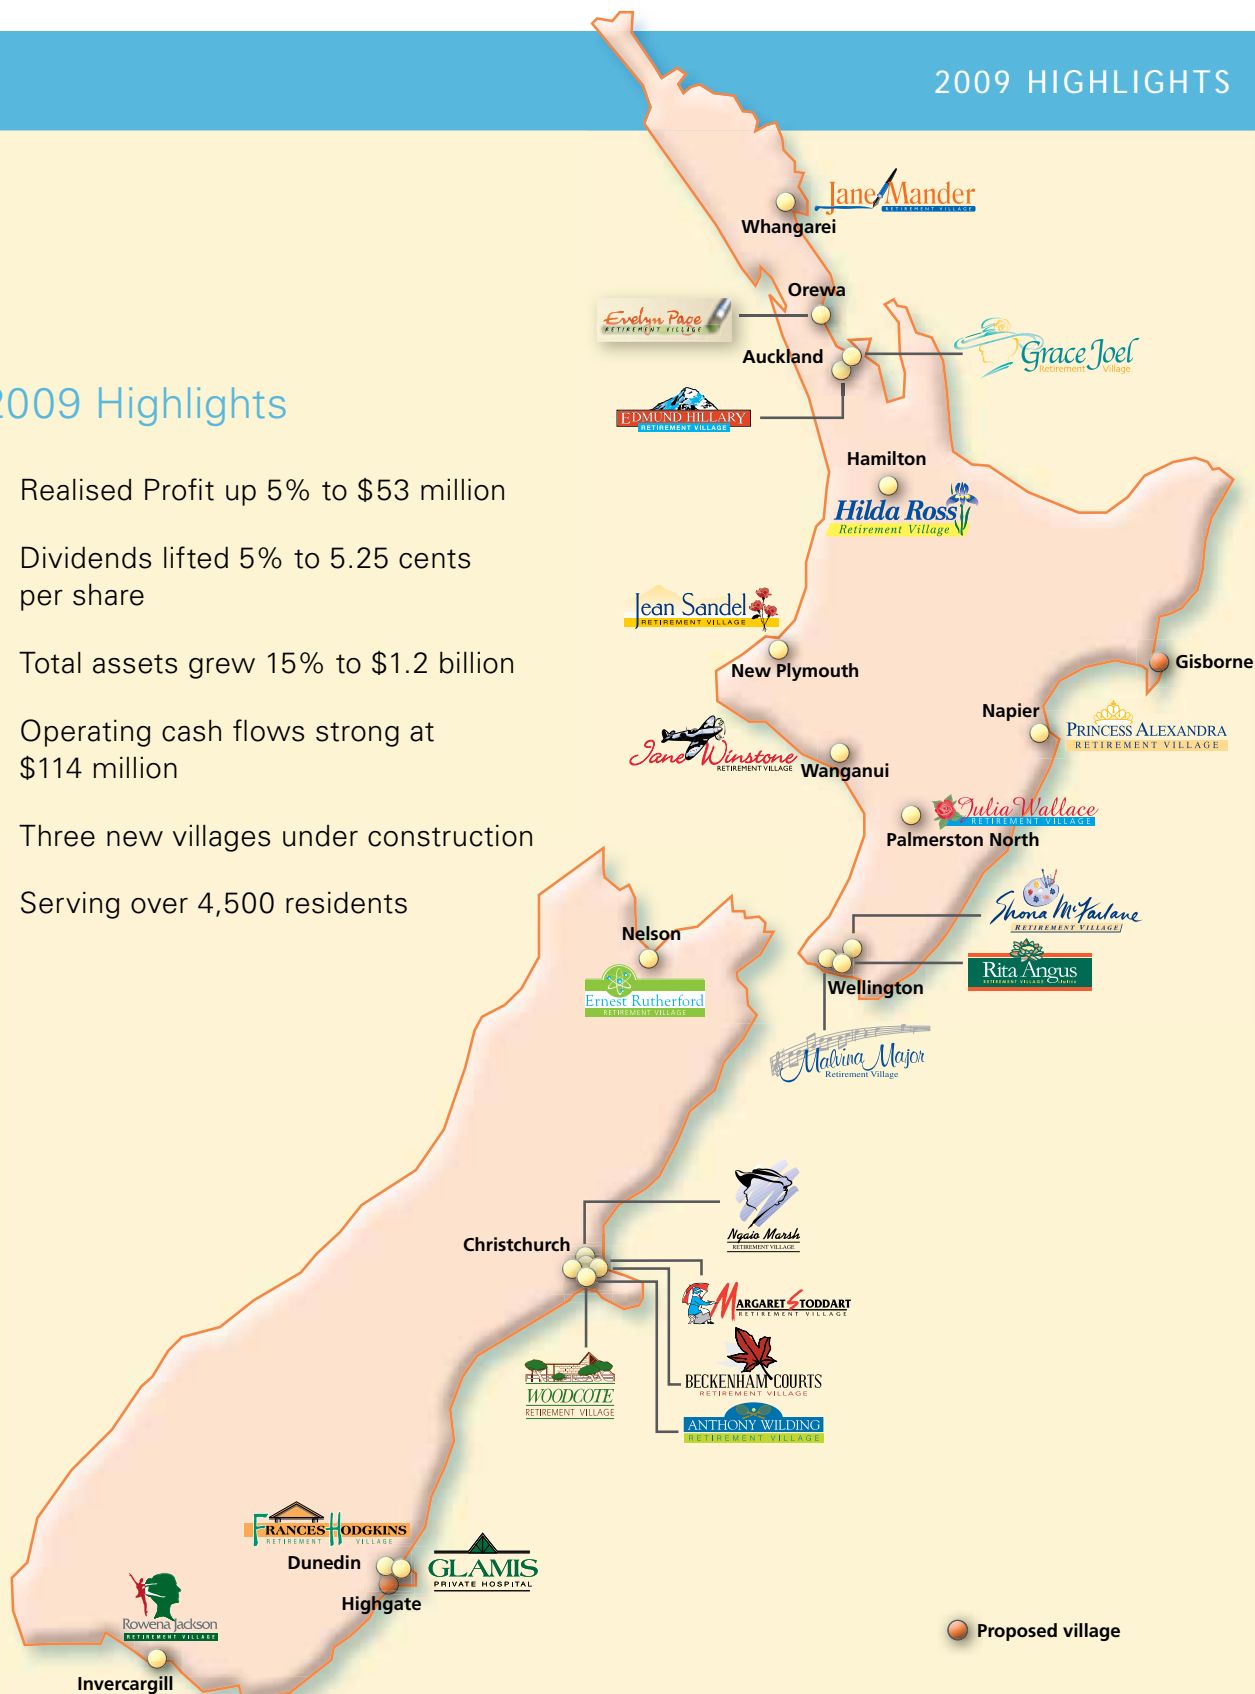 2009 HIGHLIGHTS
Jane Mander
RETIREMENT VILLAGE
Whangarei
Orewa
Evelyn Page
RETIREMENT VILLAGE
Auckland
Grace Joel
Retirement Village
EDMUND HILLARY
RETIREMENT VILLAGE
2009 Highlights
Hamilton
Hilda Ross
Retirement Village
Realised Profit up 5% to $53 million
Dividends lifted 5% to 5.25 cents
per share
Total assets grew 15% to $1.2 billion
Operating cash flows strong at
$114 million
Three new villages under construction
Serving over 4,500 residents
Jean Sandel
RETIREMENT VILLAGE
New Plymouth
Gisborne
Napier
PRINCESS ALEXANDRA
RETIREMENT VILLAGE
Jane Winstone
RETIREMENT VILLAGE
Wanganui
Julia Wallace
RETIREMENT VILLAGE
Palmerston North
Shona McFarlane
RETIREMENT VILLAGE
Nelson
Rita Angus
RETIREMENT VILLAGE
Wellington
Ernest Rutherford
RETIREMENT VILLAGE
Malvina Major
Retirement Village
Ngaio Marsh
RETIREMENT VILLAGE
Christchurch
MARGARET STODDART
RETIREMENT VILLAGE
BECKENHAM COURTS
RETIREMENT VILLAGE
WOODCOTE
RETIREMENT VILLAGE
ANTHONY WILDING
RETIREMENT VILLAGE
FRANCES HODGKINS
RETIREMENT VILLAGE
Dunedin
GLAMIS
PRIVATE HOSPITAL
Highgate
Rowena Jackson
RETIREMENT VILLAGE
Proposed village
Invercargill